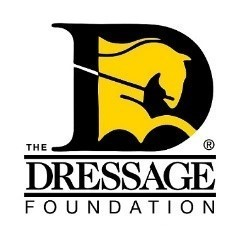 D
THE ®
DRESSAGE
FOUNDATION